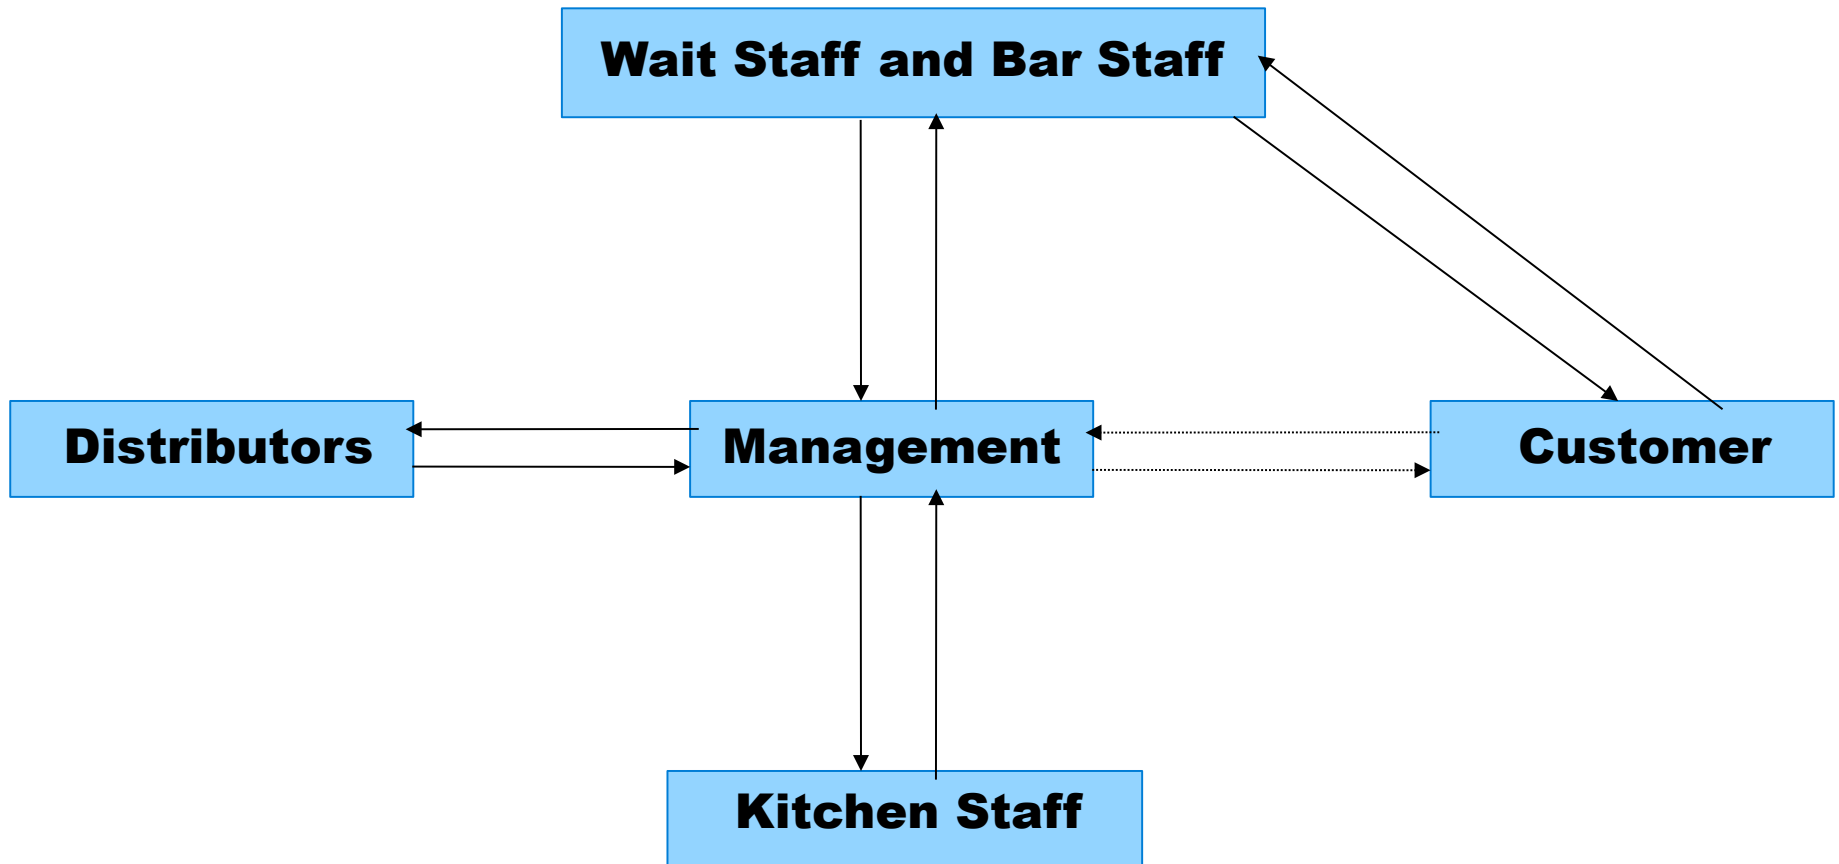 Wait Staff and Bar Staff
Distributors
Management
Customer
Kitchen Staff